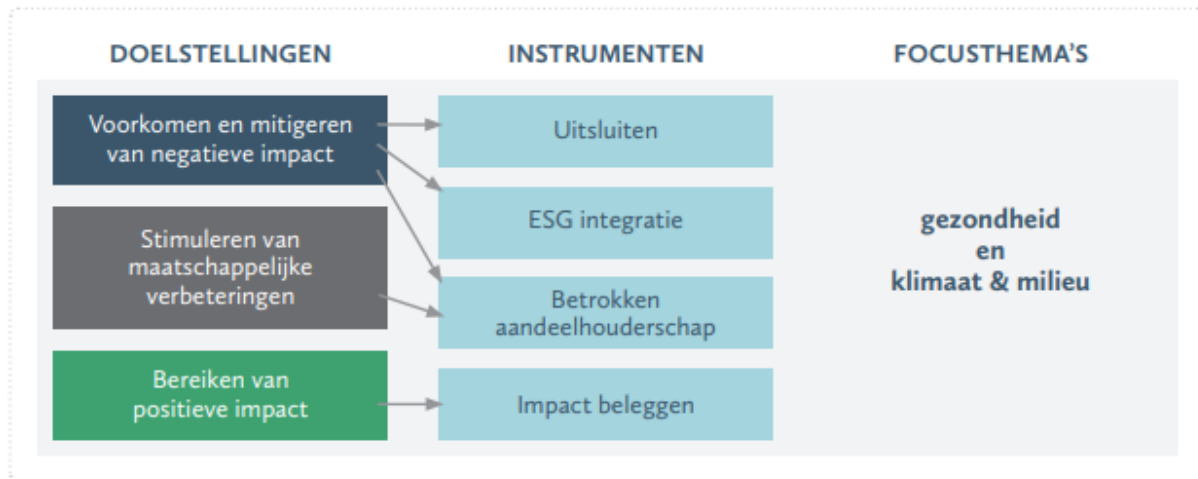 DOELSTELLINGEN
INSTRUMENTEN
FOCUSTHEMA'S
Voorkomen en mitigeren
van negatieve impact
Stimuleren van
maatschappelijke
verbeteringen
Bereiken van
positieve impact
Uitsluiten
ESG integratie
Betrokken
aandeelhouderschap
Impact beleggen
gezondheid
en
klimaat & milieu